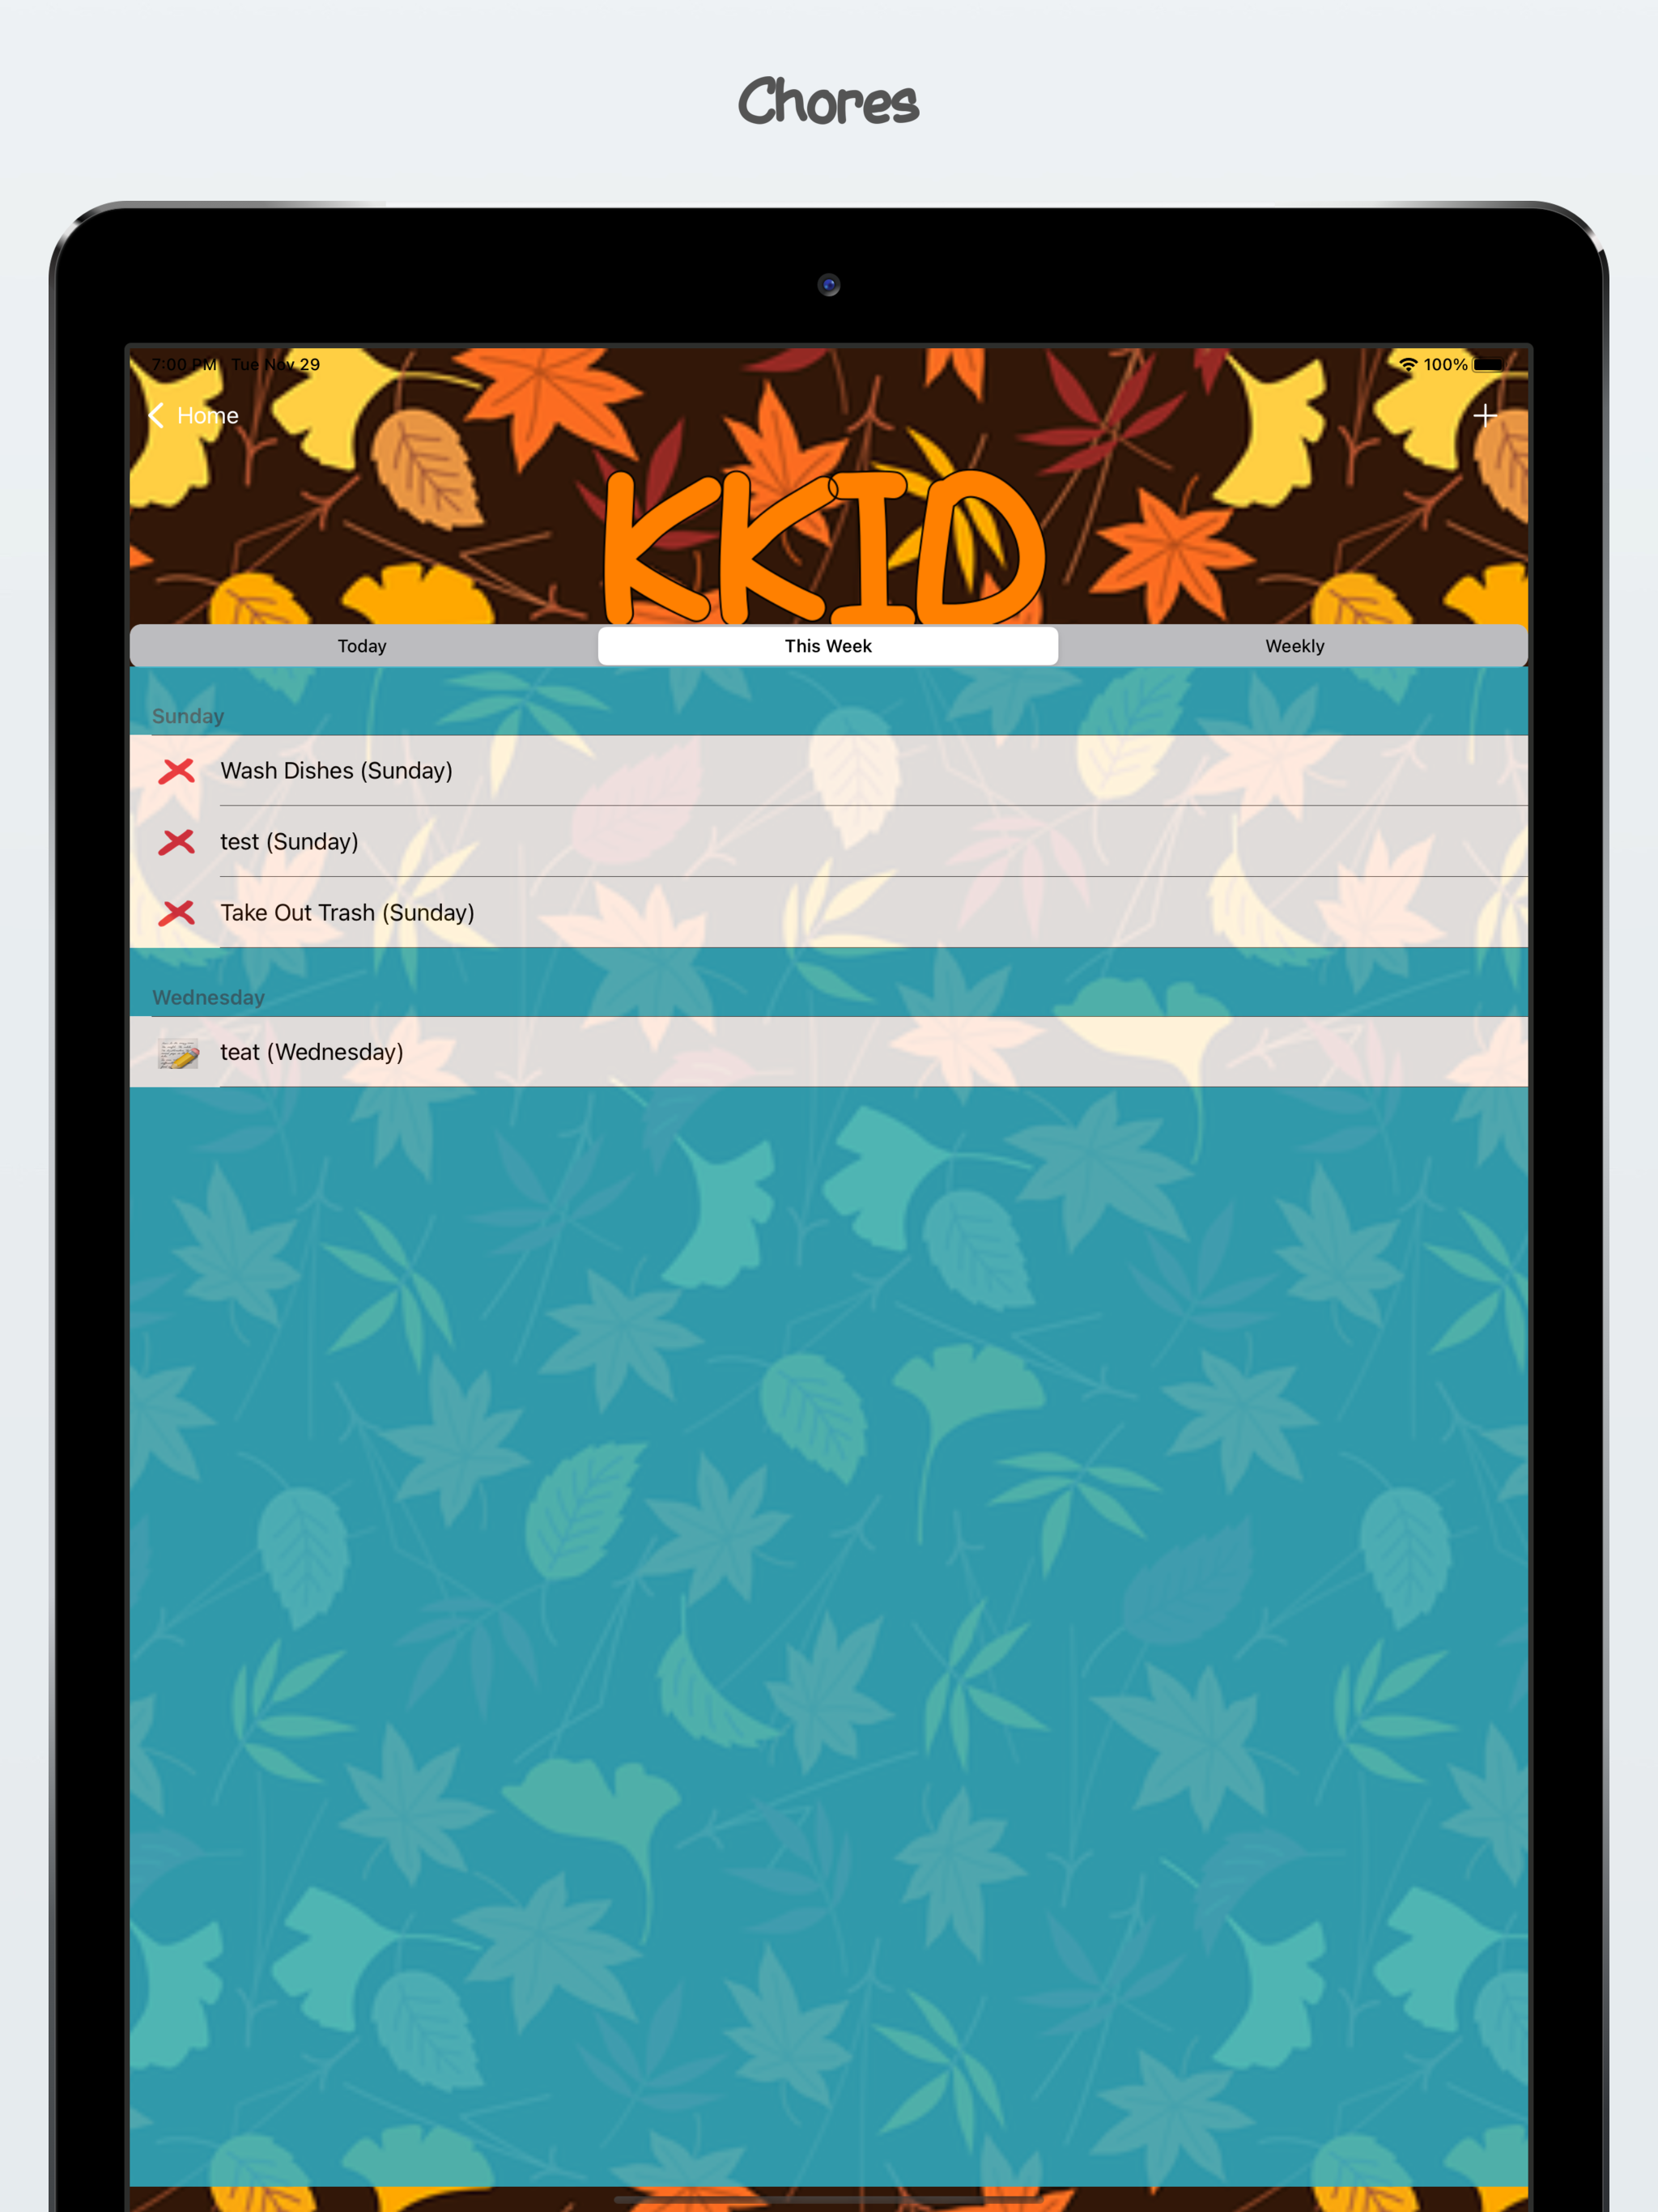 Chores
7:00 PM Tue Nov 29
100%
Home
KKID
Today This Week Weekly
Sunday
Wash Dishes (Sunday)
test (Sunday)
Take Out Trash (Sunday)
Wednesday
teat (Wednesday)